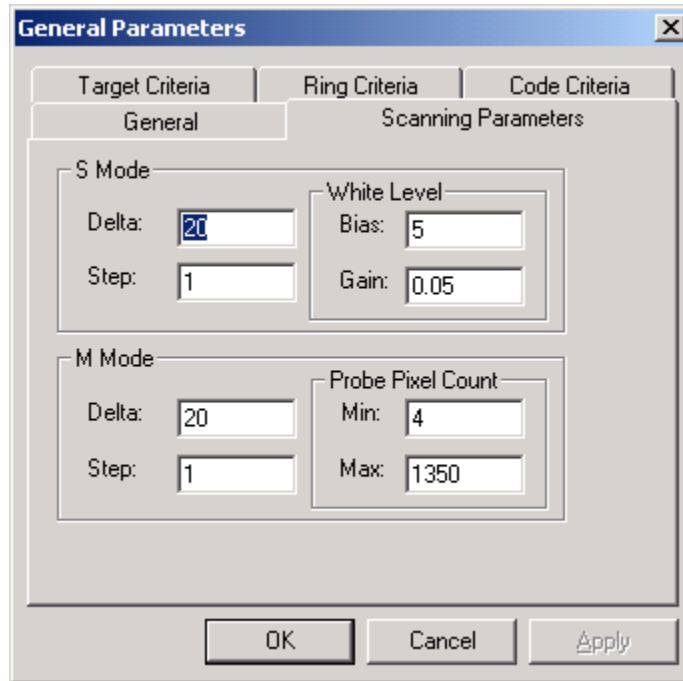 General Parameters
Target Criteria Ring Criteria Code Criteria
General Scanning Parameters
S Mode
White Level
Delta: 20 Bias: 5
Step: 1 Gain: 0.05
M Mode
Probe Pixel Count
Delta: 20 Min: 4
Step: 1 Max: 1350
OK Cancel Apply